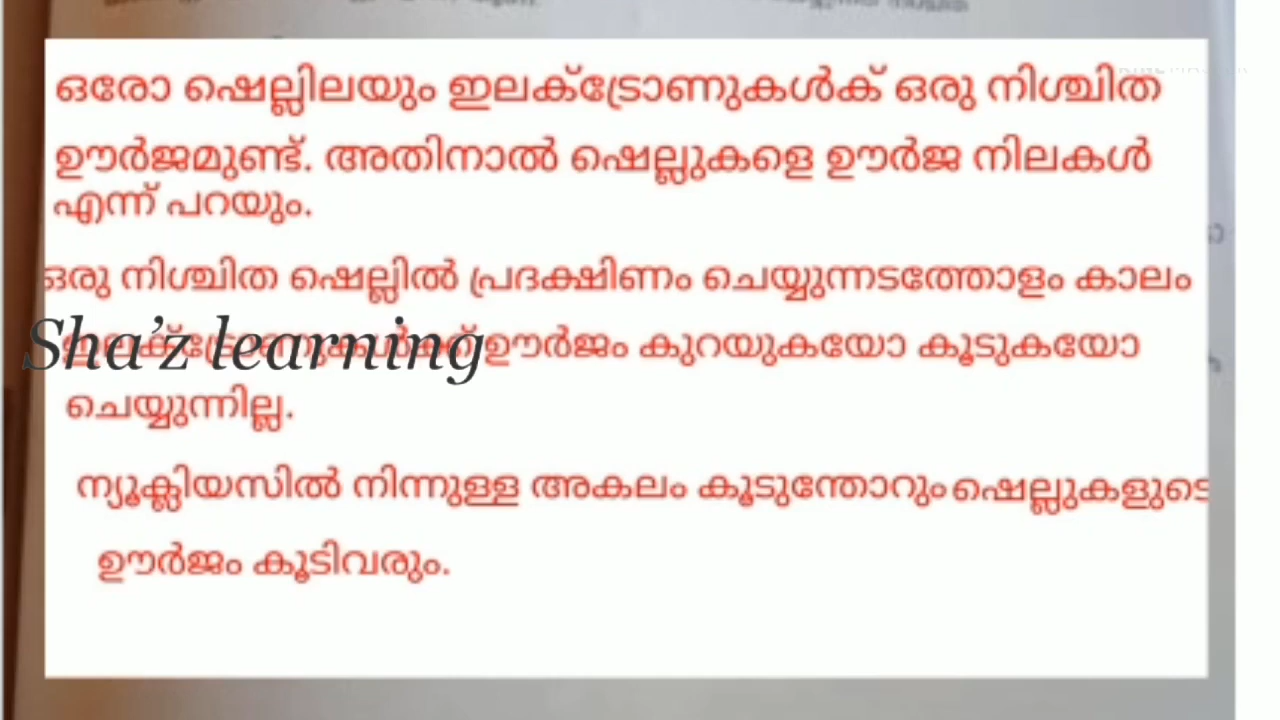 ഒരോ ഷെല്ലിലയും ഇലക്ട്രോണുകൾക് ഒരു നിശ്ചിത
ഊർജമുണ്ട്. അതിനാൽ ഷെല്ലുകളെ ഊർജ നിലകൾ
എന്ന് പറയും.
ഒരു നിശ്ചിത ഷെല്ലിൽ പ്രദക്ഷിണം ചെയ്യുന്നടത്തോളം കാലം
ഊർജം കുറയുകയോ കൂടുകയോ
Sha’z learning
ചെയ്യുന്നില്ല.
ന്യൂക്ലിയസിൽ നിന്നുള്ള അകലം കൂടുന്തോറും ഷെല്ലുകളുടെ
ഊർജം കൂടിവരും.